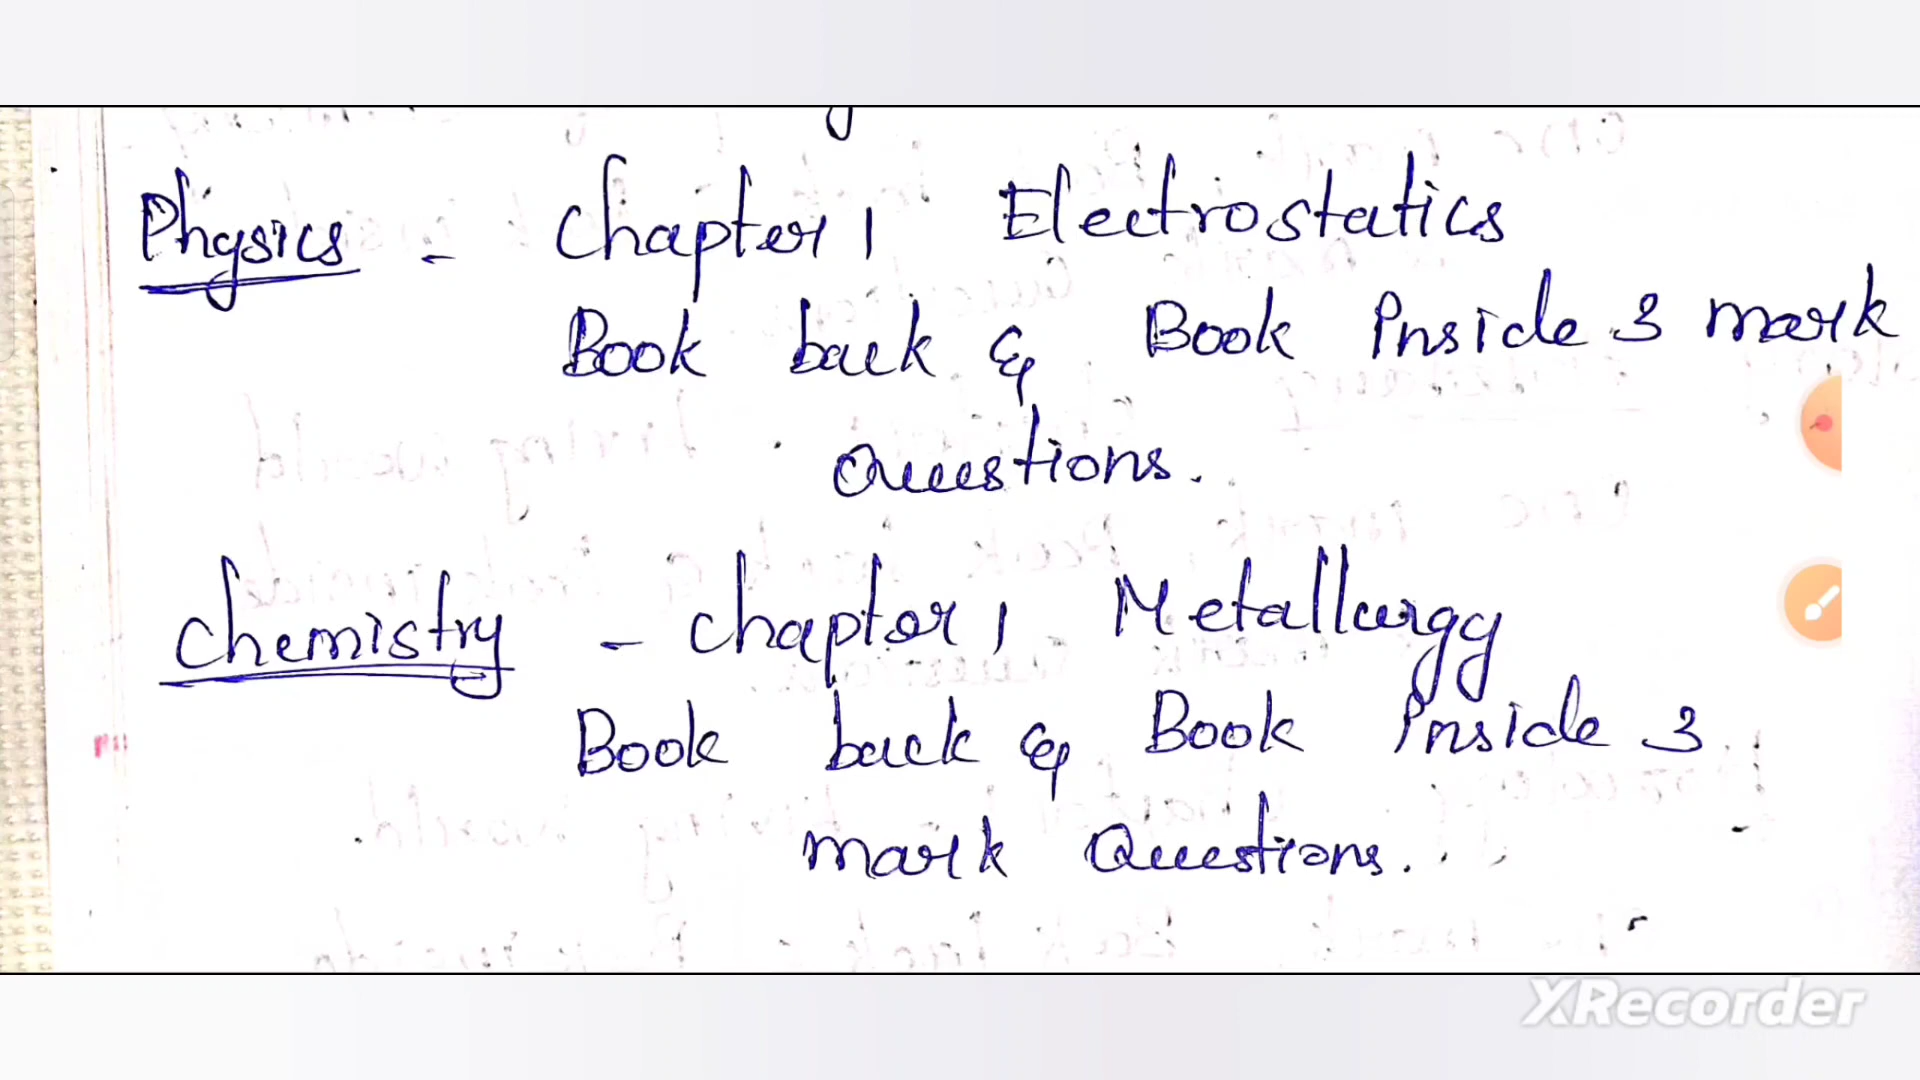 Physics - Chapter 1 Electrostatics
Book back & Book Inside 3 mark
Questions.
Chemistry - Chapter 1 Metallurgy
Book back & Book Inside 3
mark Questions.
XRecorder